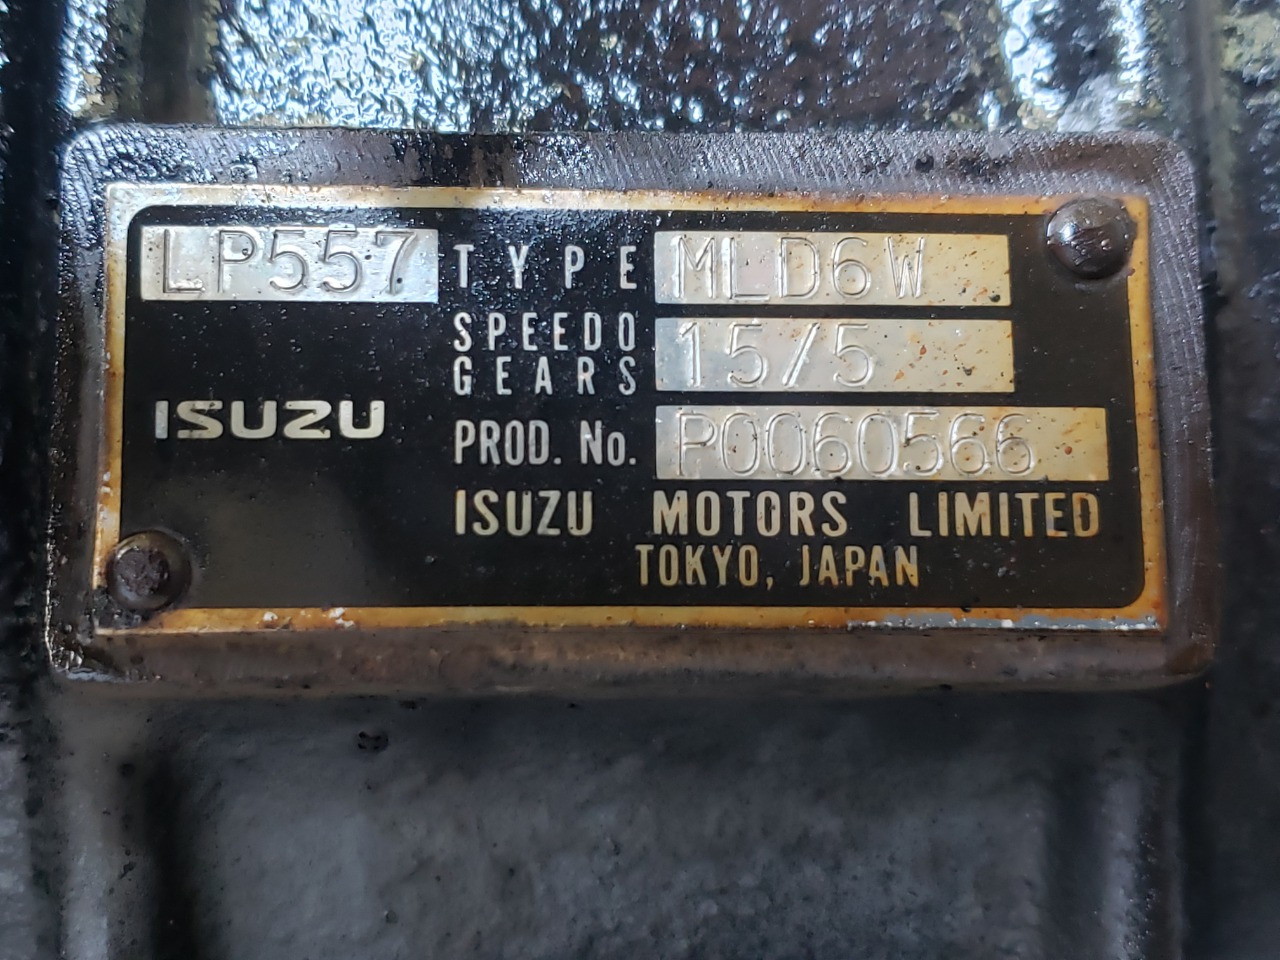 LP557 TYPE MLD6W
SPEEDO GEARS 15/5
ISUZU PROD. No. P0060566
ISUZU MOTORS LIMITED
TOKYO, JAPAN